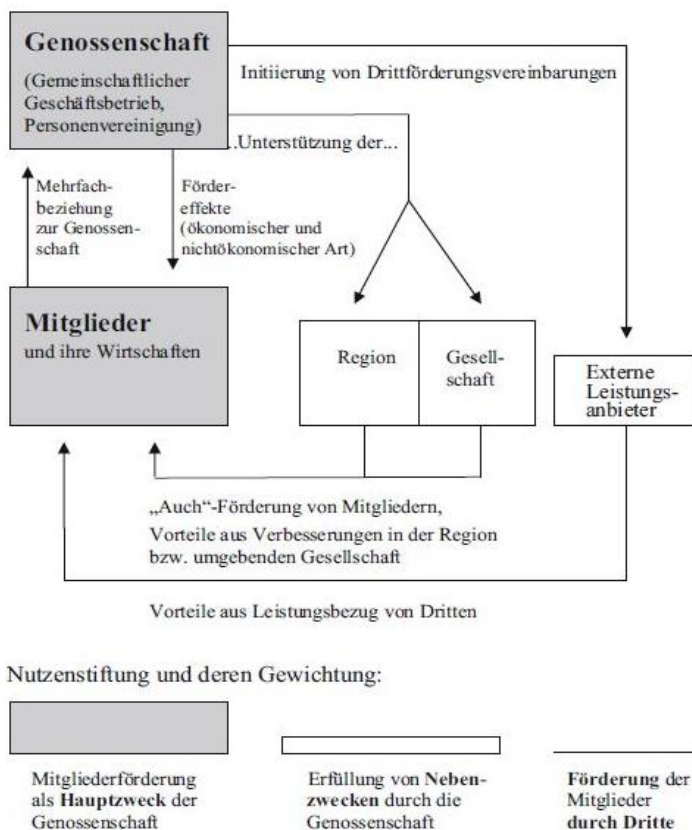 Genossenschaft
(Gemeinschaftlicher
Geschäftsbetrieb,
Personenvereinigung)
Initiierung von Drittförderungsvereinbarungen
...Unterstützung der...
Mehrfach-
beziehung
zur Genossen-
schaft
Förder-
effekte
(ökonomischer und
nichtökonomischer Art)
Mitglieder
und ihre Wirtschaften
Region
Gesell-
schaft
Externe
Leistungs-
anbieter
„Auch“-Förderung von Mitgliedern,
Vorteile aus Verbesserungen in der Region
bzw. umgebenden Gesellschaft
Vorteile aus Leistungsbezug von Dritten
Nutzenstiftung und deren Gewichtung:
Mitgliederförderung
als Hauptzweck der
Genossenschaft
Erfüllung von Neben-
zwecken durch die
Genossenschaft
Förderung der
Mitglieder
durch Dritte